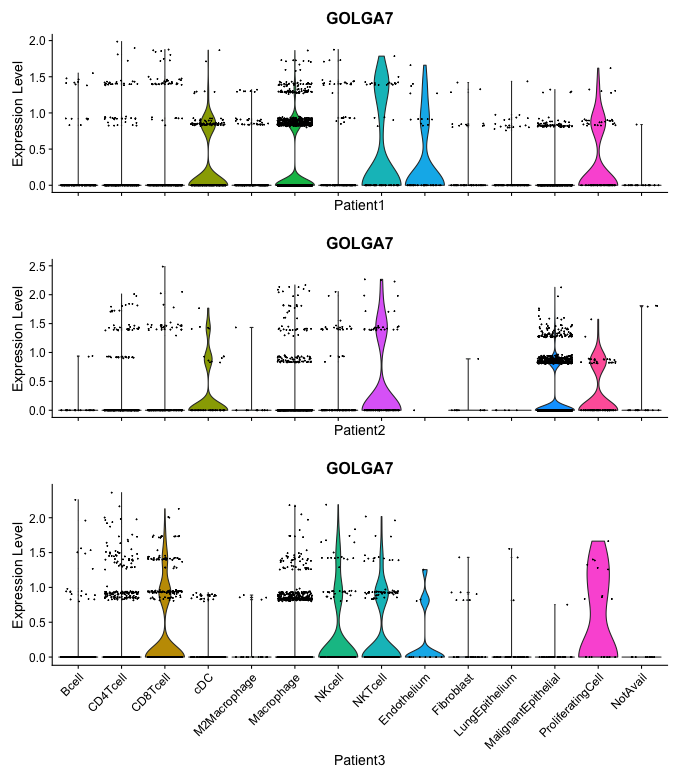 GOLGA7
Expression Level
2.0
1.5
1.0
0.5
0.0
Patient1
GOLGA7
Expression Level
2.5
2.0
1.5
1.0
0.5
0.0
Patient2
GOLGA7
Expression Level
2.0
1.5
1.0
0.5
0.0
Bcell
CD4Tcell
CD8Tcell
cDC
M2Macrophage
Macrophage
NKcell
NKTcell
Endothelium
Fibroblast
LungEpithelium
MalignantEpithelial
ProliferatingCell
NotAvail
Patient3